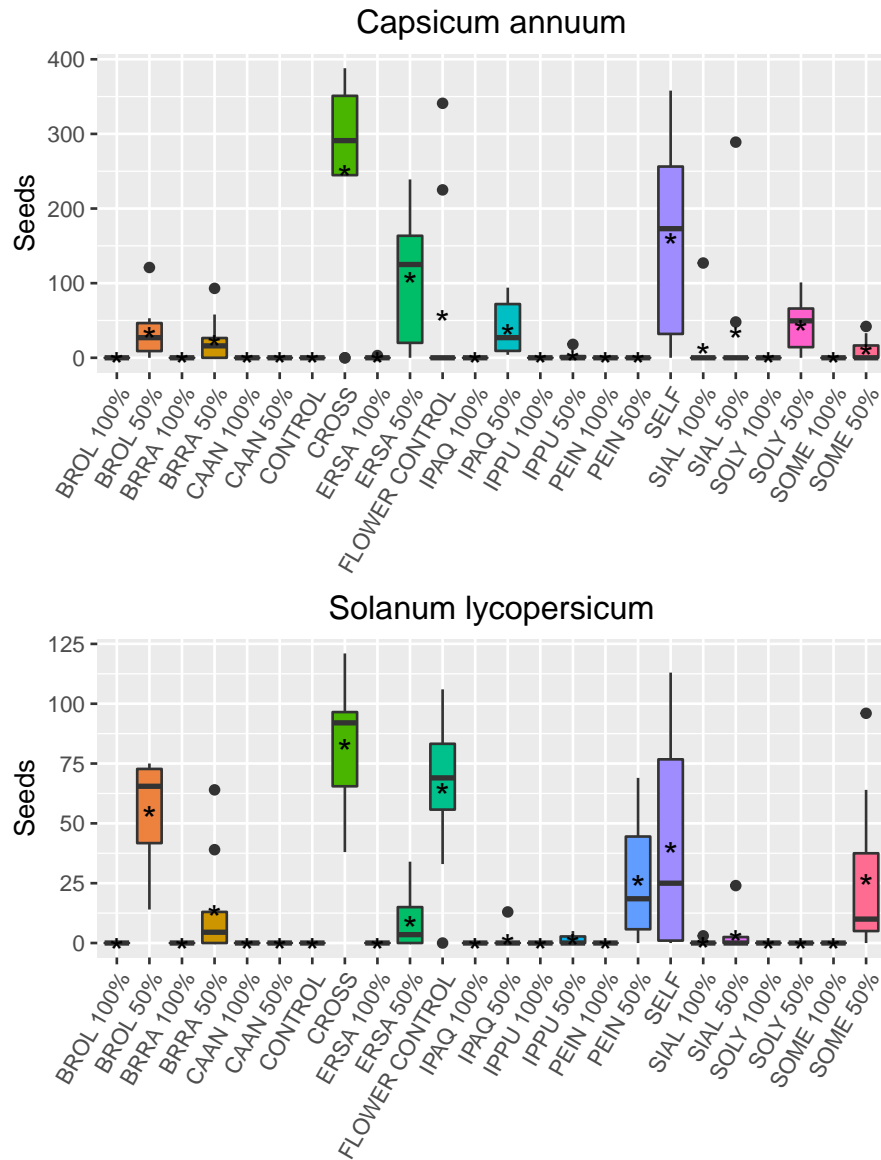 Capsicum annuum
400
300
200
100
0
Seeds
BROL 100%
BROL 50%
BRRA 100%
BRRA 50%
CAAN 100%
CAAN 50%
CONTROL
CROSS
ERSA 100%
ERSA 50%
FLOWER CONTROL
IPAQ 100%
IPAQ 50%
IPPU 100%
IPPU 50%
PEIN 100%
PEIN 50%
SELF
SIAL 100%
SIAL 50%
SOLY 100%
SOLY 50%
SOME 100%
SOME 50%
Solanum lycopersicum
125
100
75
50
25
0
Seeds
BROL 100%
BROL 50%
BRRA 100%
BRRA 50%
CAAN 100%
CAAN 50%
CONTROL
CROSS
ERSA 100%
ERSA 50%
FLOWER CONTROL
IPAQ 100%
IPAQ 50%
IPPU 100%
IPPU 50%
PEIN 100%
PEIN 50%
SELF
SIAL 100%
SIAL 50%
SOLY 100%
SOLY 50%
SOME 100%
SOME 50%